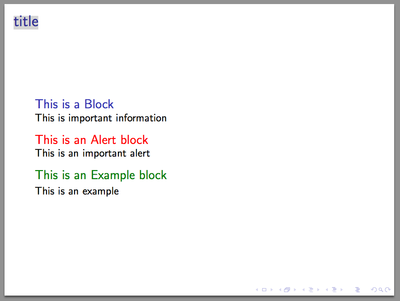 title
This is a Block
This is important information
This is an Alert block
This is an important alert
This is an Example block
This is an example